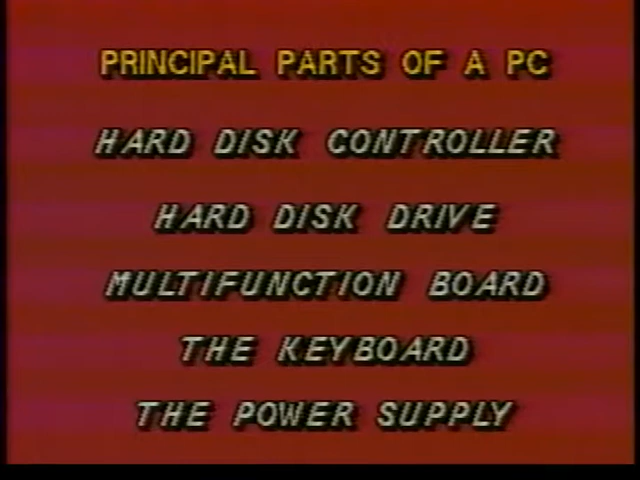 PRINCIPAL PARTS OF A PC
HARD DISK CONTROLLER
HARD DISK DRIVE
MULTIFUNCTION BOARD
THE KEYBOARD
THE POWER SUPPLY